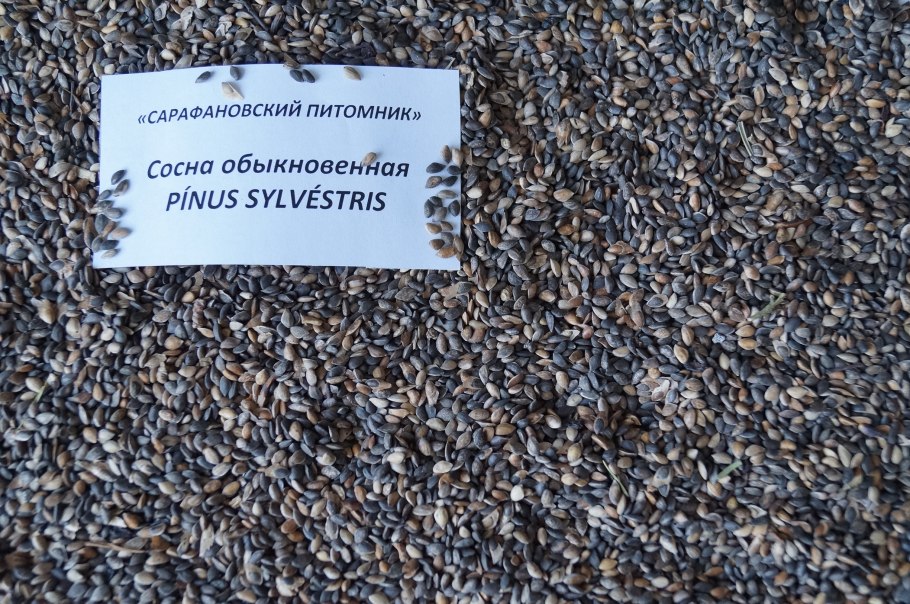 «САРАФАНОВСКИЙ ПИТОМНИК»
Сосна обыкновенная
PÍNUS SYLVÉSTRIS